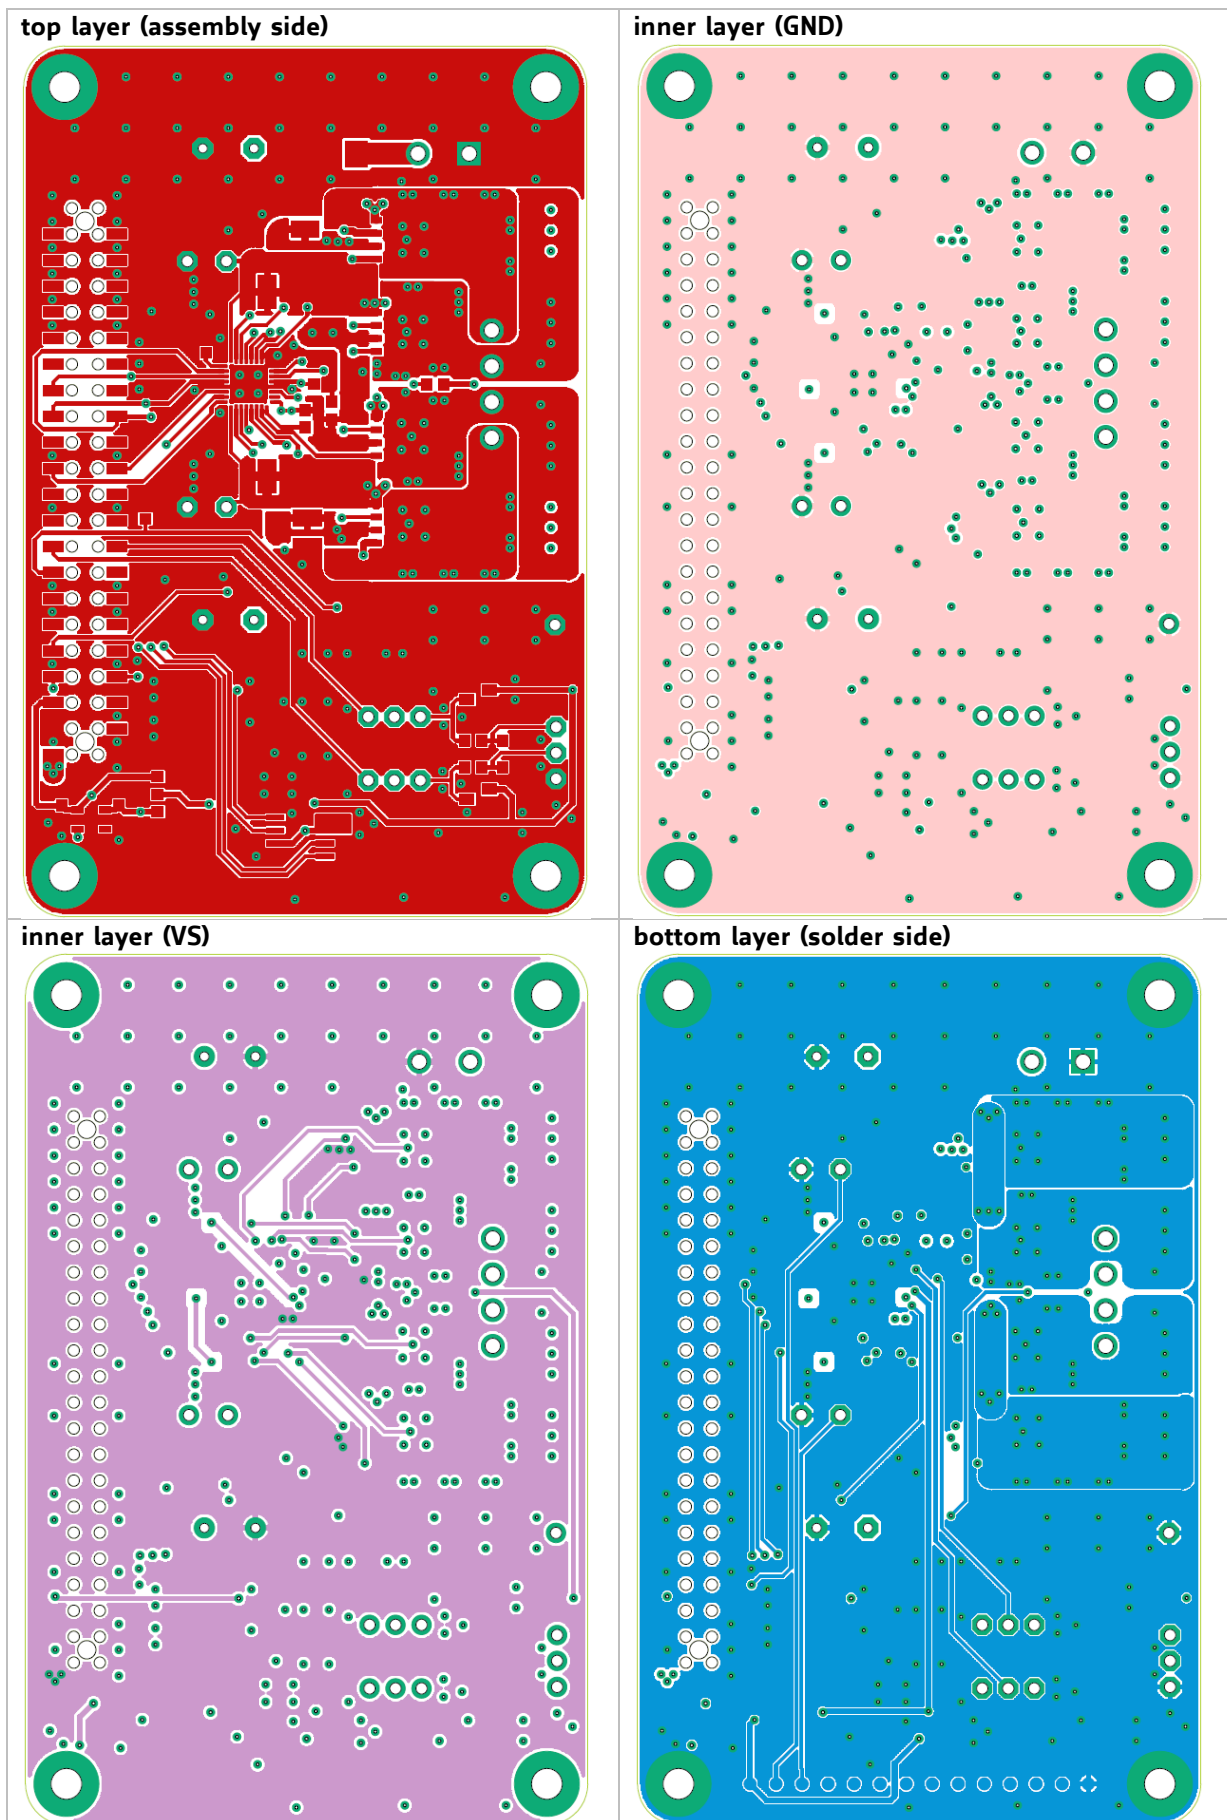 top layer (assembly side)
inner layer (GND)
inner layer (VS)
bottom layer (solder side)